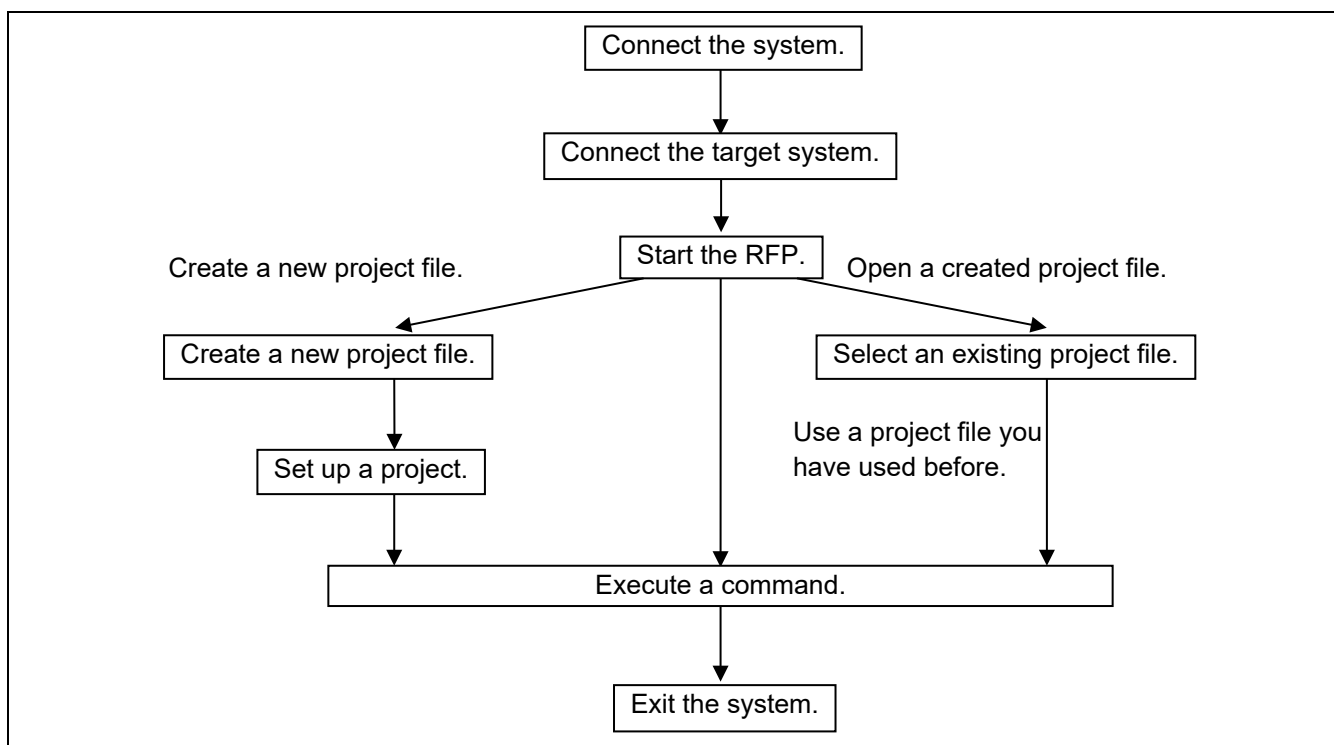 Connect the system.
Connect the target system.
Start the RFP.
Create a new project file.
Open a created project file.
Create a new project file.
Select an existing project file.
Use a project file you
have used before.
Set up a project.
Execute a command.
Exit the system.